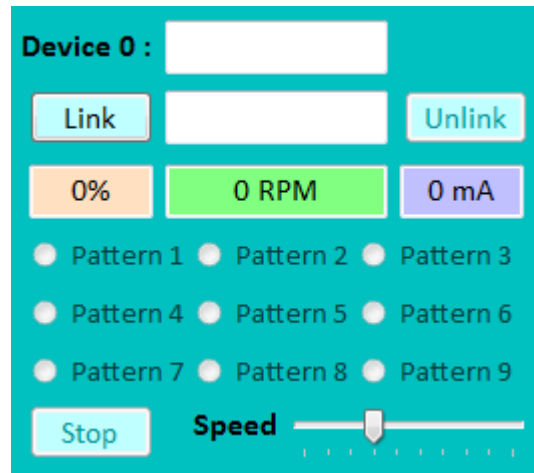 Device 0 :
Link Unlink
0% 0 RPM 0 mA
Pattern 1 Pattern 2 Pattern 3
Pattern 4 Pattern 5 Pattern 6
Pattern 7 Pattern 8 Pattern 9
Stop Speed